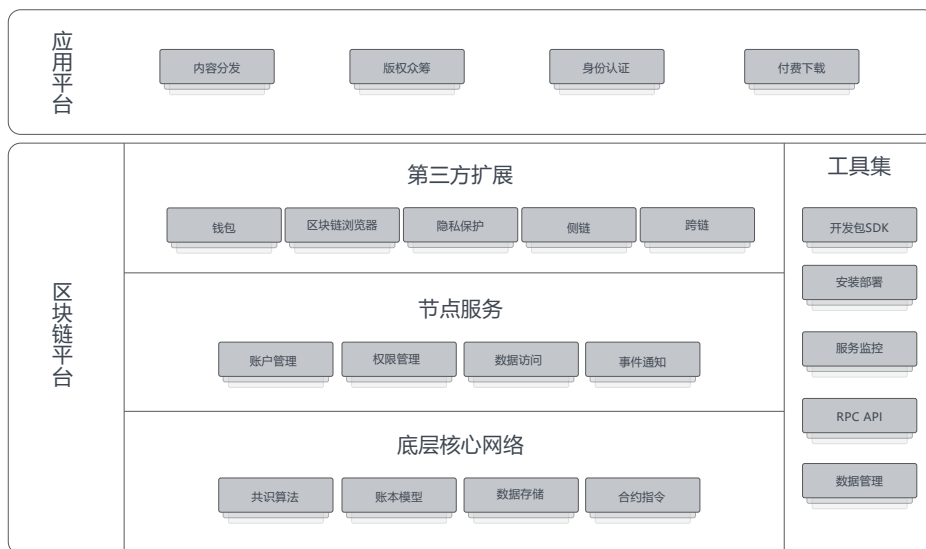 应用平台
内容分发
版权众筹
身份认证
付费下载
区块链平台
第三方扩展
钱包
区块链浏览器
隐私保护
侧链
跨链
节点服务
账户管理
权限管理
数据访问
事件通知
底层核心网络
共识算法
账本模型
数据存储
合约指令
工具集
开发包SDK
安装部署
服务监控
RPC API
数据管理